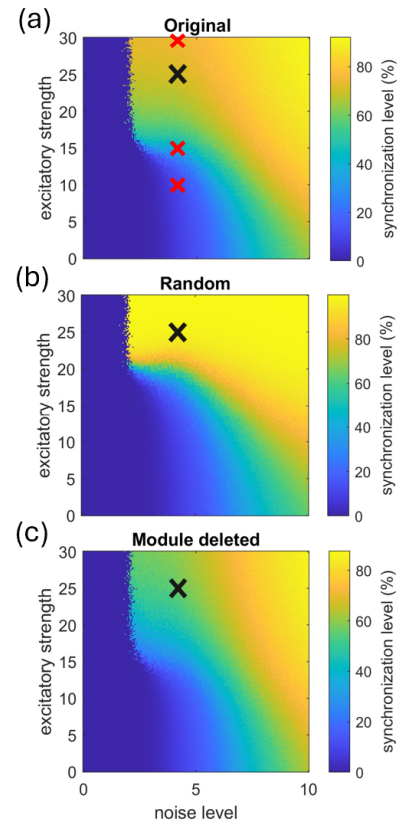 (a)
Original
30
25
20
15
10
5
0
excitatory strength
80
60
40
20
0
synchronization level (%)
(b)
Random
30
25
20
15
10
5
0
excitatory strength
80
60
40
20
0
synchronization level (%)
(c)
Module deleted
30
25
20
15
10
5
0
excitatory strength
80
60
40
20
0
synchronization level (%)
0 5 10
noise level